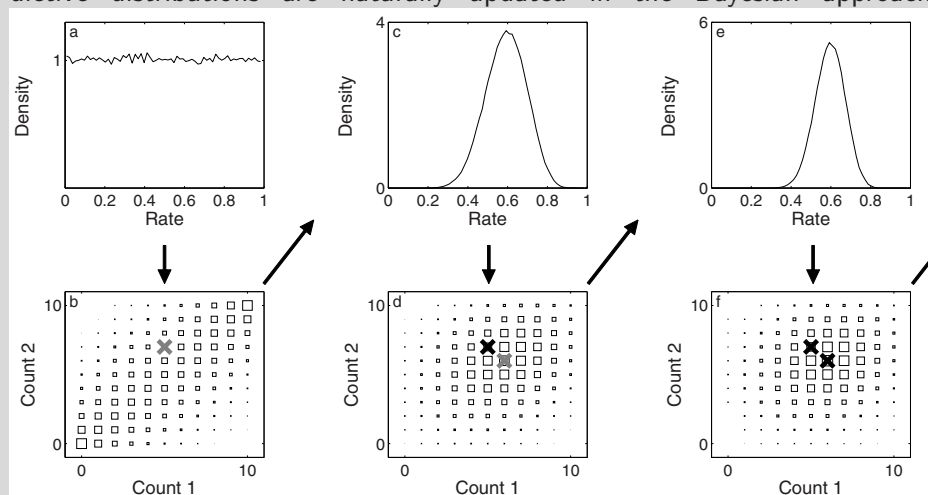 dictive distributions are naturally updated in the Bayesian approach
a
c
e
1
4
0
6
0
Density
Density
Density
0 0.2 0.4 0.6 0.8 1
0 0.2 0.4 0.6 0.8 1
0 0.2 0.4 0.6 0.8 1
Rate
Rate
Rate
b
d
f
10
0
10
0
10
0
Count 2
Count 2
Count 2
0 10
0 10
0 10
Count 1
Count 1
Count 1